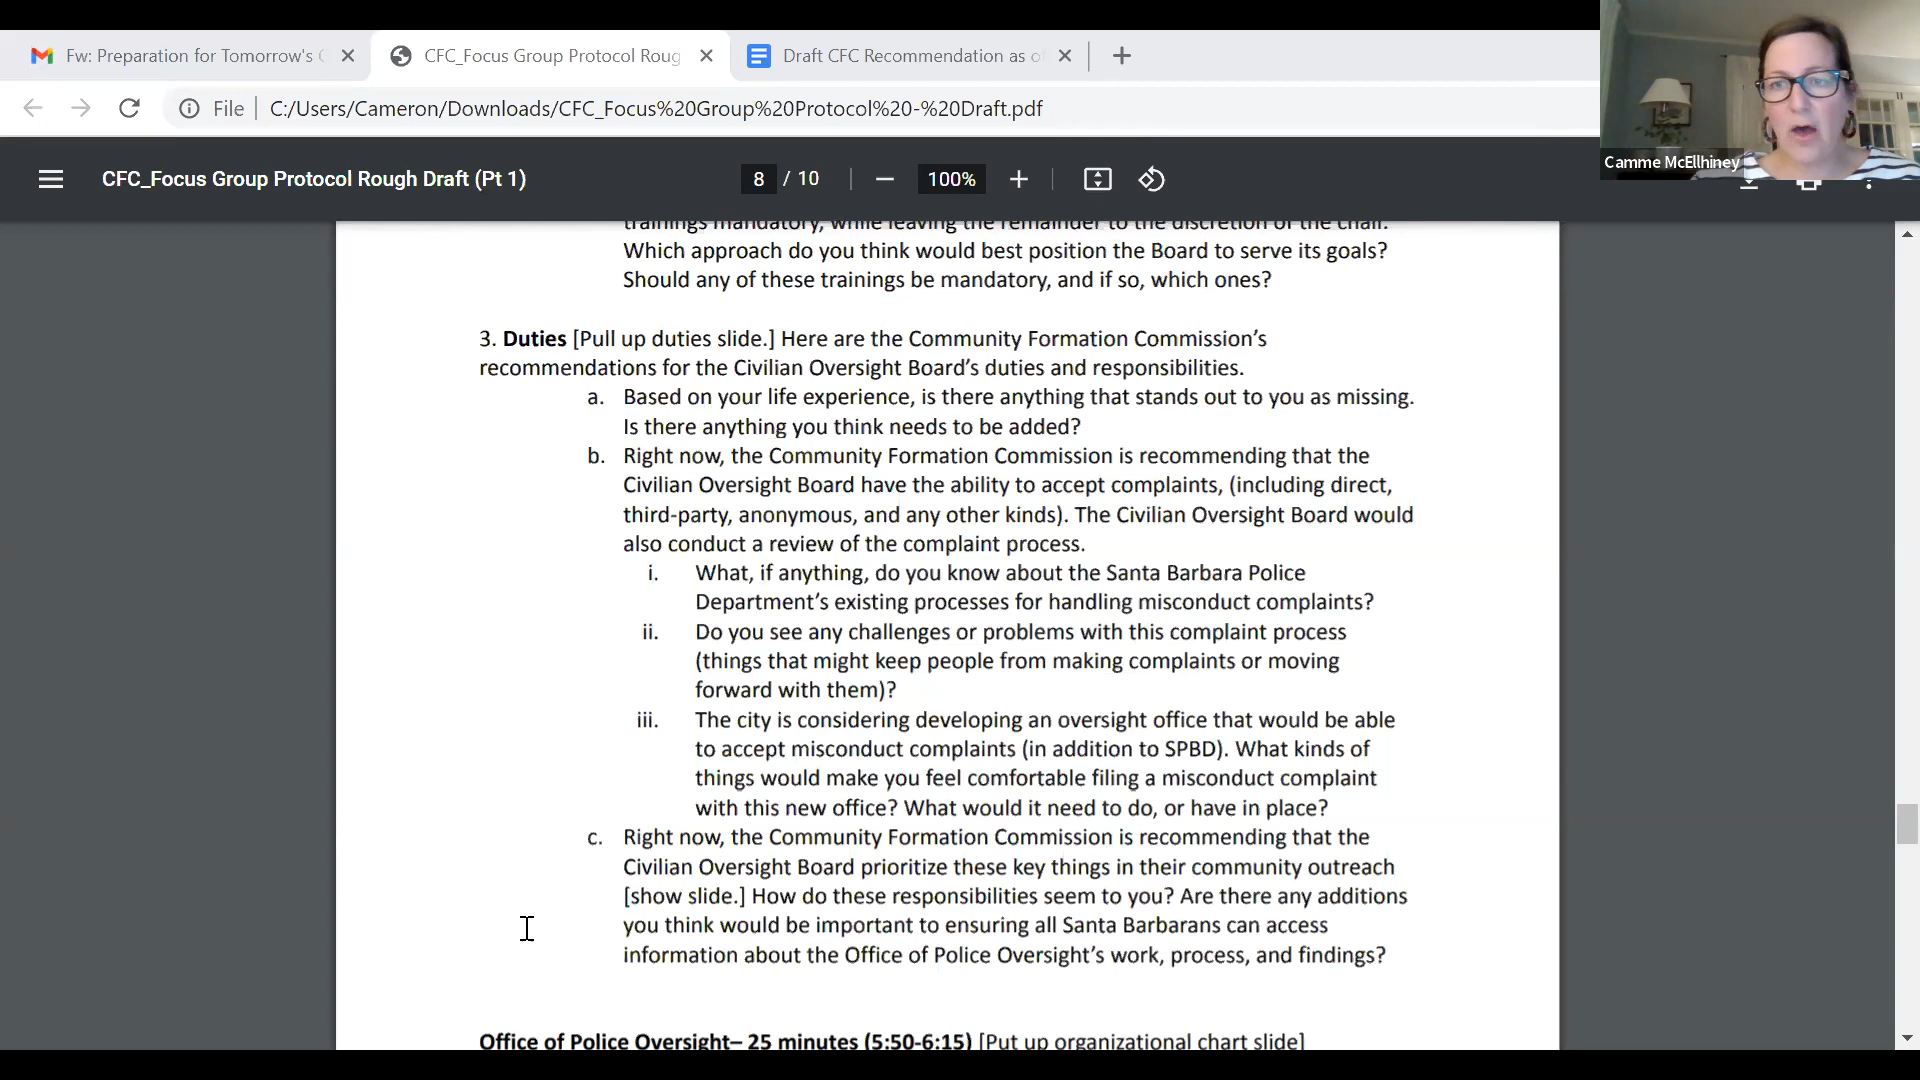 Fw: Preparation for Tomorrow's
CFC_Focus Group Protocol Roug
Draft CFC Recommendation as o
File
C:/Users/Cameron/Downloads/CFC_Focus%20Group%20Protocol%20-%20Draft.pdf
Camme McEllhiney
CFC_Focus Group Protocol Rough Draft (Pt 1)
8 / 10
100%
trainings mandatory, while leaving the remainder to the discretion of the chair.
Which approach do you think would best position the Board to serve its goals?
Should any of these trainings be mandatory, and if so, which ones?
3. Duties [Pull up duties slide.] Here are the Community Formation Commission's
recommendations for the Civilian Oversight Board's duties and responsibilities.
a. Based on your life experience, is there anything that stands out to you as missing.
Is there anything you think needs to be added?
b. Right now, the Community Formation Commission is recommending that the
Civilian Oversight Board have the ability to accept complaints, (including direct,
third-party, anonymous, and any other kinds). The Civilian Oversight Board would
also conduct a review of the complaint process.
i. What, if anything, do you know about the Santa Barbara Police
Department's existing processes for handling misconduct complaints?
ii. Do you see any challenges or problems with this complaint process
(things that might keep people from making complaints or moving
forward with them)?
iii. The city is considering developing an oversight office that would be able
to accept misconduct complaints (in addition to SPBD). What kinds of
things would make you feel comfortable filing a misconduct complaint
with this new office? What would it need to do, or have in place?
c. Right now, the Community Formation Commission is recommending that the
Civilian Oversight Board prioritize these key things in their community outreach
[show slide.] How do these responsibilities seem to you? Are there any additions
you think would be important to ensuring all Santa Barbarans can access
information about the Office of Police Oversight's work, process, and findings?
Office of Police Oversight– 25 minutes (5:50-6:15) [Put up organizational chart slide]